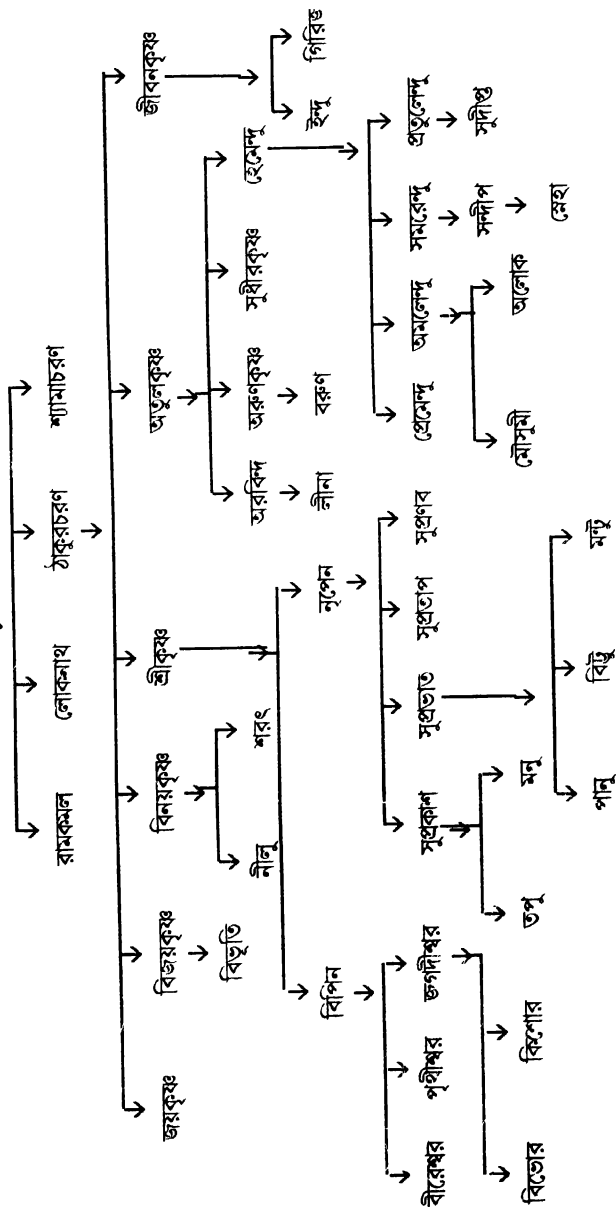 রামকমল লোকনাথ ঠাকুরচরণ শ্যামাচরণ
জয়কৃষ্ণ বিজয়কৃষ্ণ বিনয়কৃষ্ণ শ্রীকৃষ্ণ অতুলকৃষ্ণ জীবনকৃষ্ণ
বিভূতি নীলু শরৎ অরবিন্দ অরুণকৃষ্ণ সুধীরকৃষ্ণ হেমেন্দু ইন্দু গিরিণ্ড
বিপিন নৃপেন লীনা বরুণ
বীরেশ্বর পৃথ্বীশ্বর জগদীশ্বর সুপ্রকাশ সুপ্রভাত সুপ্রতাপ সুপ্রণব প্রেমেন্দু অমলেন্দু সমরেন্দু প্রতুলেন্দু
বিভোর কিশোর তপু মনু মৌসুমী অলোক সন্দীপ সুদীপ্ত
পানু বিটু মন্টু স্নেহা